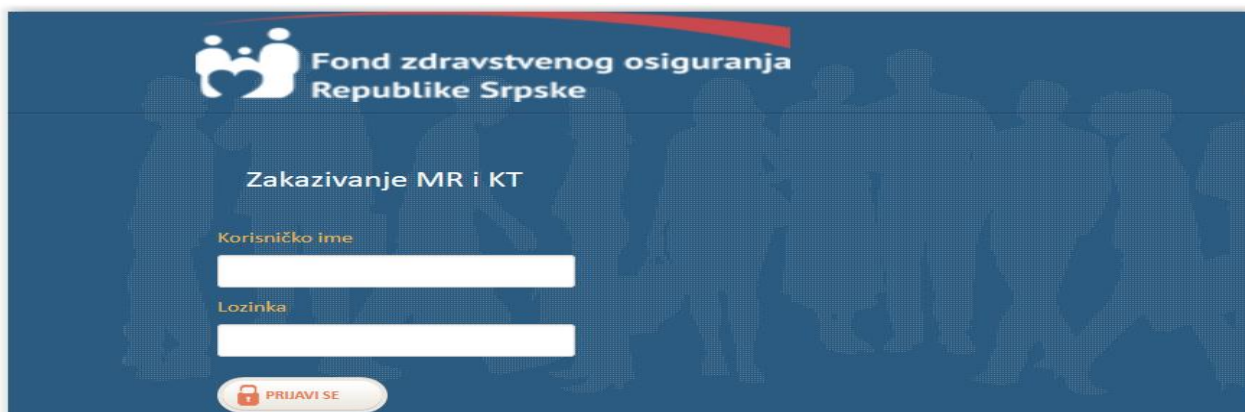 Fond zdravstvenog osiguranja
Republike Srpske
Zakazivanje MR i KT
Korisničko ime
Lozinka
PRIJAVI SE